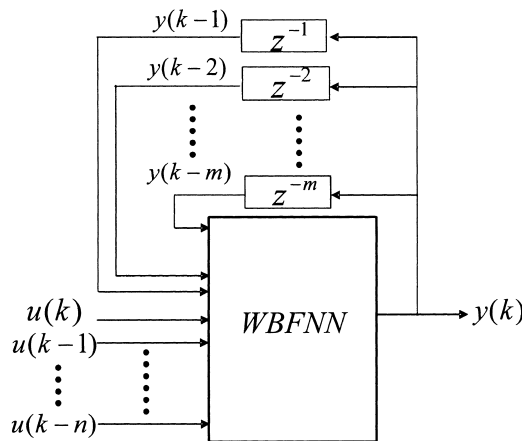 y(k−1)
z⁻¹
y(k−2)
z⁻²
y(k−m)
z⁻ᵐ
WBFNN
u(k)
y(k)
u(k−1)
u(k−n)